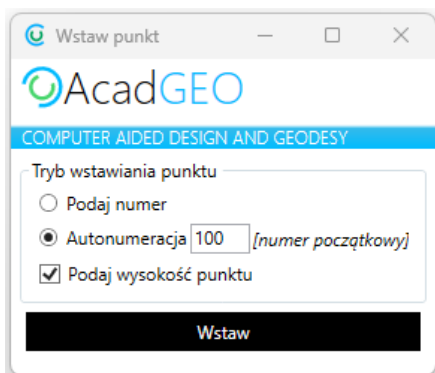 Wstaw punkt
AcadGEO
COMPUTER AIDED DESIGN AND GEODESY
Tryb wstawiania punktu
Podaj numer
Autonumeracja 100 [numer początkowy]
Podaj wysokość punktu
Wstaw